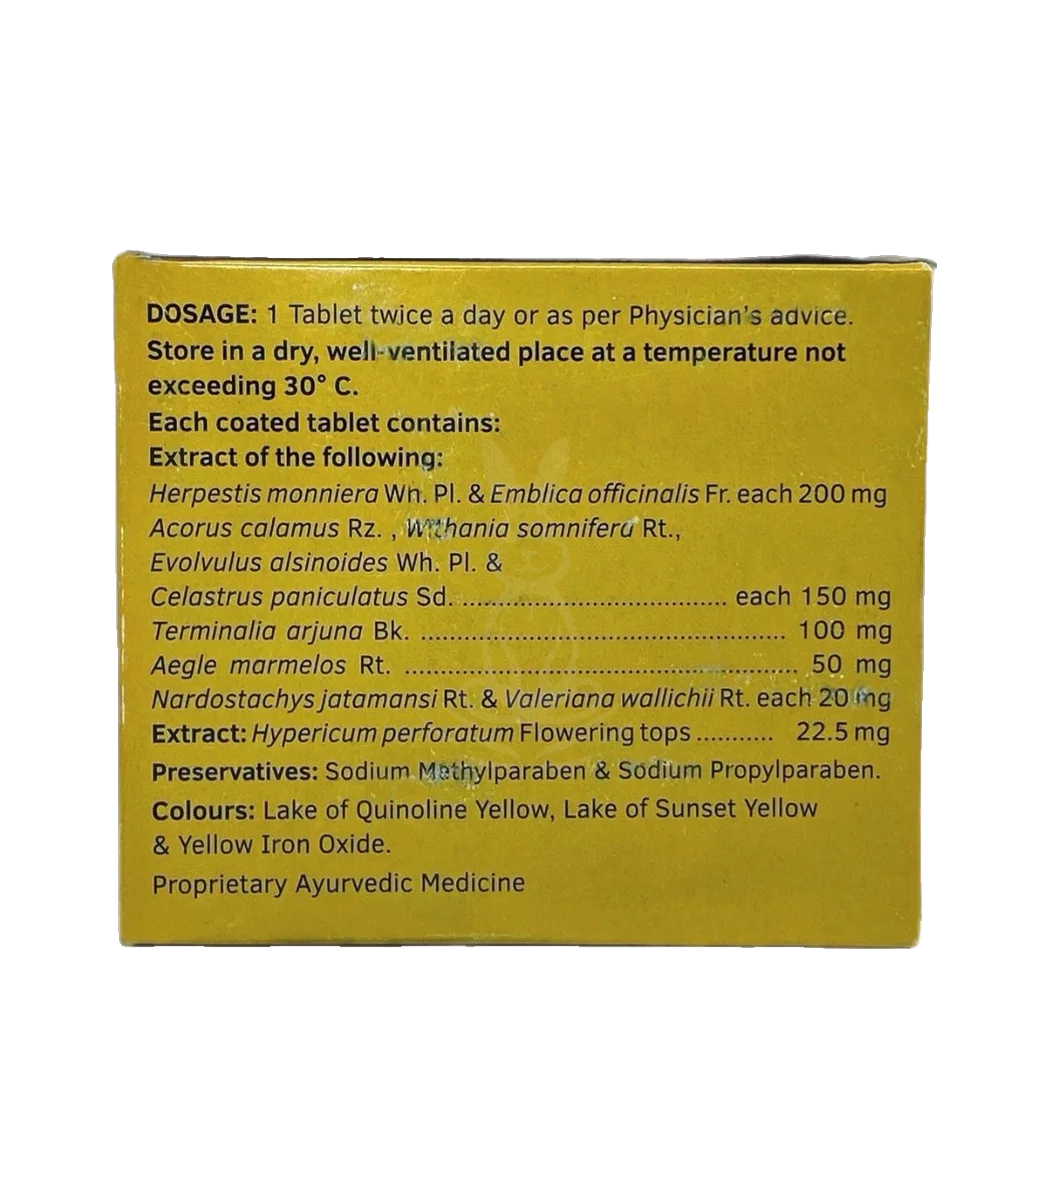 DOSAGE: 1 Tablet twice a day or as per Physician's advice.
Store in a dry, well-ventilated place at a temperature not
exceeding 30° C.
Each coated tablet contains:
Extract of the following:
Herpestis monniera Wh. Pl. & Emblica officinalis Fr. each 200 mg
Acorus calamus Rz. , Withania somnifera Rt.,
Evolvulus alsinoides Wh. Pl. &
Celastrus paniculatus Sd. .................................... each 150 mg
Terminalia arjuna Bk. .................................................. 100 mg
Aegle marmelos Rt. ..................................................... 50 mg
Nardostachys jatamansi Rt. & Valeriana wallichii Rt. each 20 mg
Extract: Hypericum perforatum Flowering tops ........... 22.5 mg
Preservatives: Sodium Methylparaben & Sodium Propylparaben.
Colours: Lake of Quinoline Yellow, Lake of Sunset Yellow
& Yellow Iron Oxide.
Proprietary Ayurvedic Medicine